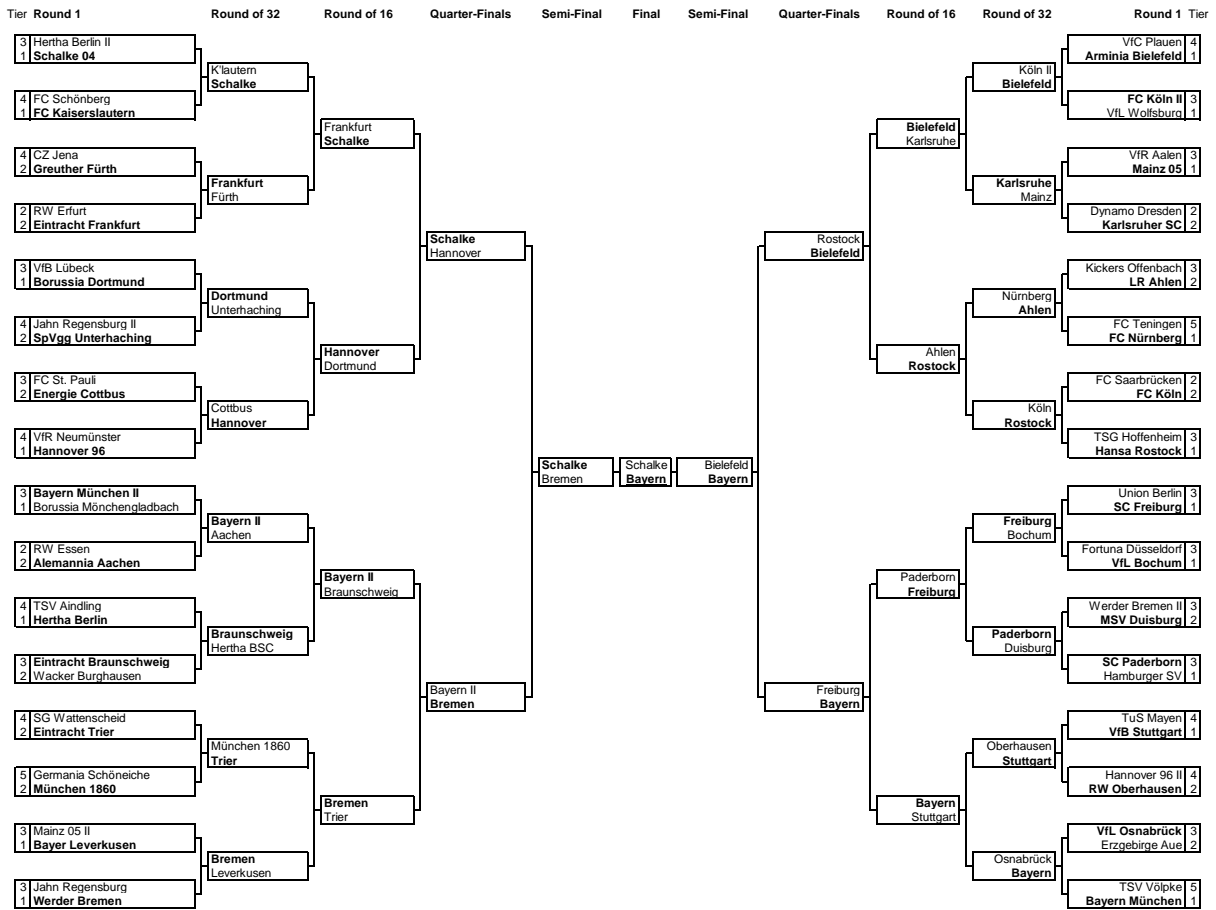 Tier Round 1 Round of 32 Round of 16 Quarter-Finals Semi-Final Final Semi-Final Quarter-Finals Round of 16 Round of 32 Round 1 Tier
3 Hertha Berlin II
1 Schalke 04
4 FC Schönberg
1 FC Kaiserslautern
4 CZ Jena
2 Greuther Fürth
2 RW Erfurt
2 Eintracht Frankfurt
3 VfB Lübeck
1 Borussia Dortmund
4 Jahn Regensburg II
2 SpVgg Unterhaching
3 FC St. Pauli
2 Energie Cottbus
4 VfR Neumünster
1 Hannover 96
3 Bayern München II
1 Borussia Mönchengladbach
2 RW Essen
2 Alemannia Aachen
4 TSV Aindling
1 Hertha Berlin
3 Eintracht Braunschweig
2 Wacker Burghausen
4 SG Wattenscheid
2 Eintracht Trier
5 Germania Schöneiche
2 München 1860
3 Mainz 05 II
1 Bayer Leverkusen
3 Jahn Regensburg
1 Werder Bremen
K'lautern
Schalke
Frankfurt
Fürth
Dortmund
Unterhaching
Cottbus
Hannover
Bayern II
Aachen
Braunschweig
Hertha BSC
München 1860
Trier
Bremen
Leverkusen
Frankfurt
Schalke
Hannover
Dortmund
Bayern II
Braunschweig
Bremen
Trier
Schalke
Hannover
Bayern II
Bremen
Schalke
Bremen
Schalke
Bayern
Bielefeld
Bayern
Rostock
Bielefeld
Freiburg
Bayern
Bielefeld
Karlsruhe
Ahlen
Rostock
Paderborn
Freiburg
Bayern
Stuttgart
Köln II
Bielefeld
Karlsruhe
Mainz
Nürnberg
Ahlen
Köln
Rostock
Freiburg
Bochum
Paderborn
Duisburg
Oberhausen
Stuttgart
Osnabrück
Bayern
VfC Plauen 4
Arminia Bielefeld 1
FC Köln II 3
VfL Wolfsburg 1
VfR Aalen 3
Mainz 05 1
Dynamo Dresden 2
Karlsruher SC 2
Kickers Offenbach 3
LR Ahlen 2
FC Teningen 5
FC Nürnberg 1
FC Saarbrücken 2
FC Köln 2
TSG Hoffenheim 3
Hansa Rostock 1
Union Berlin 3
SC Freiburg 1
Fortuna Düsseldorf 3
VfL Bochum 1
Werder Bremen II 3
MSV Duisburg 2
SC Paderborn 3
Hamburger SV 1
TuS Mayen 4
VfB Stuttgart 1
Hannover 96 II 4
RW Oberhausen 2
VfL Osnabrück 3
Erzgebirge Aue 2
TSV Völpke 5
Bayern München 1